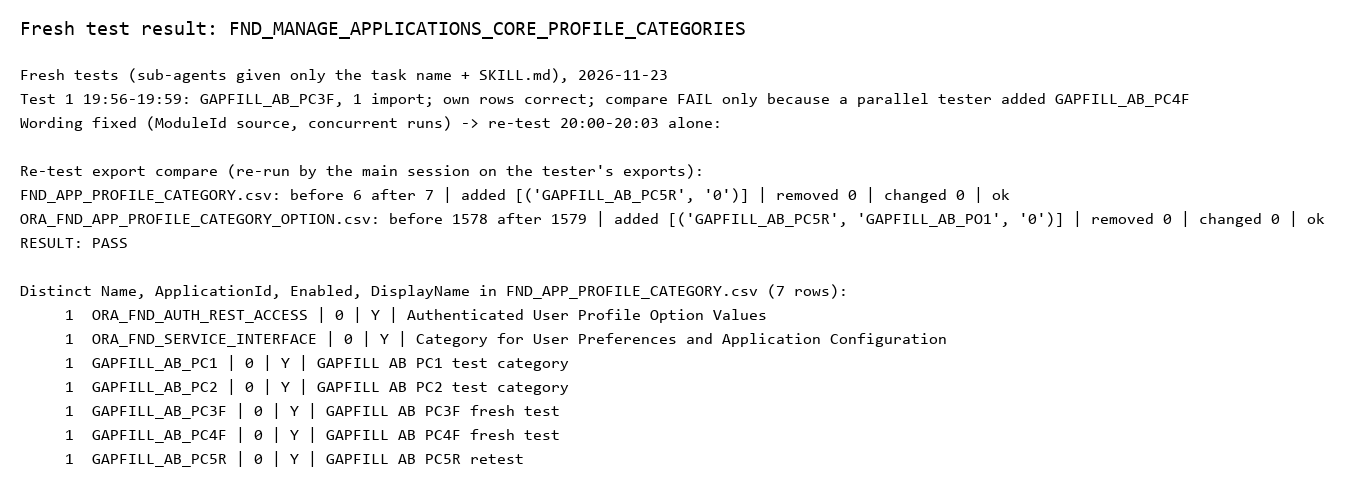 Fresh test result: FND_MANAGE_APPLICATIONS_CORE_PROFILE_CATEGORIES
Fresh tests (sub-agents given only the task name + SKILL.md), 2026-11-23
Test 1 19:56-19:59: GAPFILL_AB_PC3F, 1 import; own rows correct; compare FAIL only because a parallel tester added GAPFILL_AB_PC4F
Wording fixed (ModuleId source, concurrent runs) -> re-test 20:00-20:03 alone:
Re-test export compare (re-run by the main session on the tester's exports):
FND_APP_PROFILE_CATEGORY.csv: before 6 after 7 | added [('GAPFILL_AB_PC5R', '0')] | removed 0 | changed 0 | ok
ORA_FND_APP_PROFILE_CATEGORY_OPTION.csv: before 1578 after 1579 | added [('GAPFILL_AB_PC5R', 'GAPFILL_AB_PO1', '0')] | removed 0 | changed 0 | ok
RESULT: PASS
Distinct Name, ApplicationId, Enabled, DisplayName in FND_APP_PROFILE_CATEGORY.csv (7 rows):
1 ORA_FND_AUTH_REST_ACCESS | 0 | Y | Authenticated User Profile Option Values
1 ORA_FND_SERVICE_INTERFACE | 0 | Y | Category for User Preferences and Application Configuration
1 GAPFILL_AB_PC1 | 0 | Y | GAPFILL AB PC1 test category
1 GAPFILL_AB_PC2 | 0 | Y | GAPFILL AB PC2 test category
1 GAPFILL_AB_PC3F | 0 | Y | GAPFILL AB PC3F fresh test
1 GAPFILL_AB_PC4F | 0 | Y | GAPFILL AB PC4F fresh test
1 GAPFILL_AB_PC5R | 0 | Y | GAPFILL AB PC5R retest